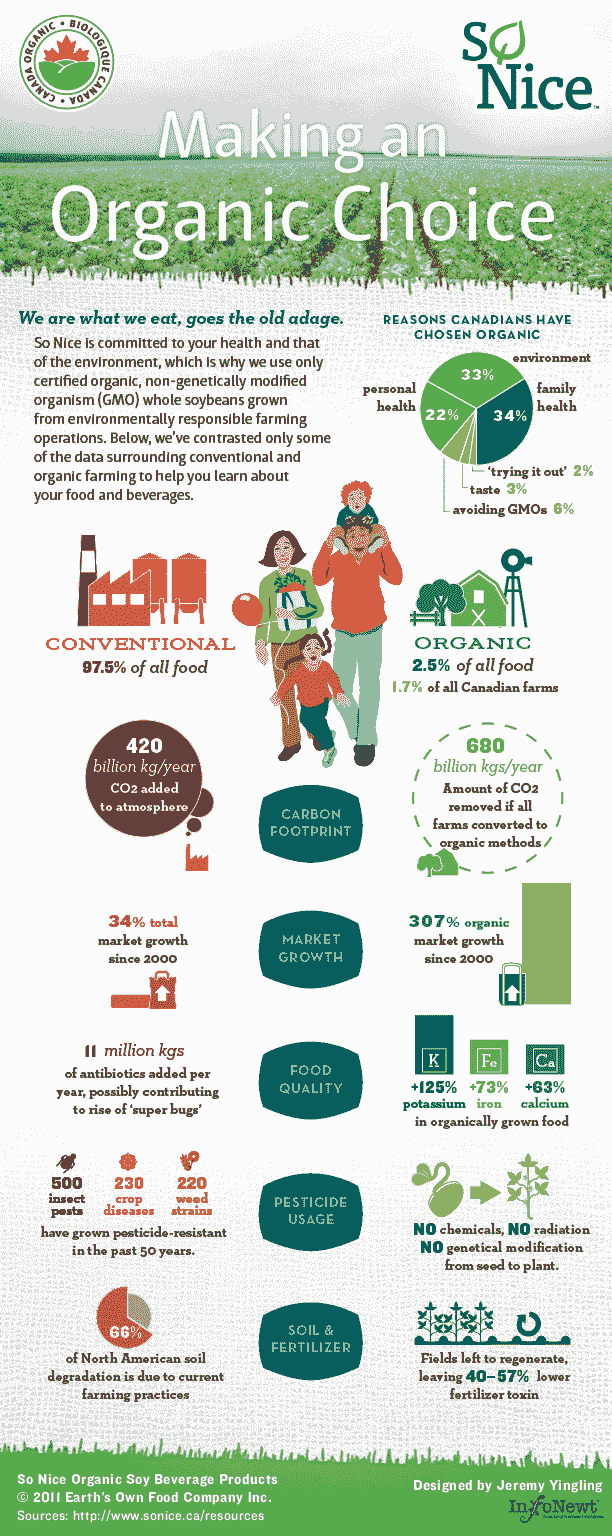 CANADA ORGANIC • BIOLOGIQUE CANADA •
So
Nice™
Making an
Organic Choice
We are what we eat, goes the old adage.
So Nice is committed to your health and that
of the environment, which is why we use only
certified organic, non-genetically modified
organism (GMO) whole soybeans grown
from environmentally responsible farming
operations. Below, we've contrasted only some
of the data surrounding conventional and
organic farming to help you learn about
your food and beverages.
REASONS CANADIANS HAVE
CHOSEN ORGANIC
environment
33%
personal
health
22%
family
health
34%
'trying it out' 2%
taste 3%
avoiding GMOs 6%
CONVENTIONAL
97.5% of all food
ORGANIC
2.5% of all food
1.7% of all Canadian farms
420
billion kg/year
CO2 added
to atmosphere
CARBON
FOOTPRINT
680
billion kgs/year
Amount of CO2
removed if all
farms converted to
organic methods
34% total
market growth
since 2000
MARKET
GROWTH
307% organic
market growth
since 2000
11 million kgs
of antibiotics added per
year, possibly contributing
to rise of 'super bugs'
FOOD
QUALITY
K Fe Ca
+125% +73% +63%
potassium iron calcium
in organically grown food
500 230 220
insect crop weed
pests diseases strains
have grown pesticide-resistant
in the past 50 years.
PESTICIDE
USAGE
NO chemicals, NO radiation
NO genetical modification
from seed to plant.
66%
of North American soil
degradation is due to current
farming practices
SOIL &
FERTILIZER
Fields left to regenerate,
leaving 40–57% lower
fertilizer toxin
So Nice Organic Soy Beverage Products
© 2011 Earth's Own Food Company Inc.
Sources: http://www.sonice.ca/resources
Designed by Jeremy Yingling
InfoNewt